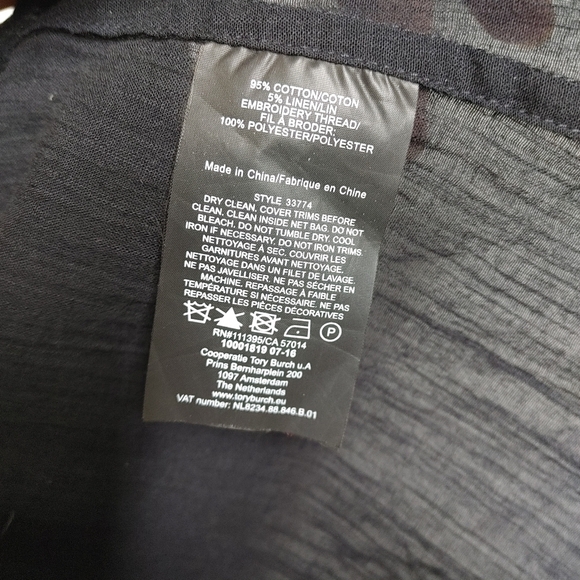 95% COTTON/COTON
5% LINEN/LIN
EMBROIDERY THREAD/
FIL À BRODER:
100% POLYESTER/POLYESTER
Made in China/Fabrique en Chine
STYLE 33774
DRY CLEAN. COVER TRIMS BEFORE
CLEAN. CLEAN INSIDE NET BAG. DO NOT
BLEACH. DO NOT TUMBLE DRY. COOL
IRON IF NECESSARY. DO NOT IRON TRIMS.
NETTOYAGE À SEC. COUVRIR LES
GARNITURES AVANT NETTOYAGE.
NETTOYAGE DANS UN FILET DE LAVAGE.
NE PAS JAVELLISER. NE PAS SÉCHER EN
MACHINE. REPASSAGE À FAIBLE
TEMPÉRATURE SI NÉCESSAIRE. NE PAS
REPASSER LES PIÈCES DÉCORATIVES
P
RN#111395/CA 57014
10001819 07-16
Cooperatie Tory Burch u.A
Prins Bernharplein 200
1097 Amsterdam
The Netherlands
www.toryburch.eu
VAT number: NL8234.88.846.B.01